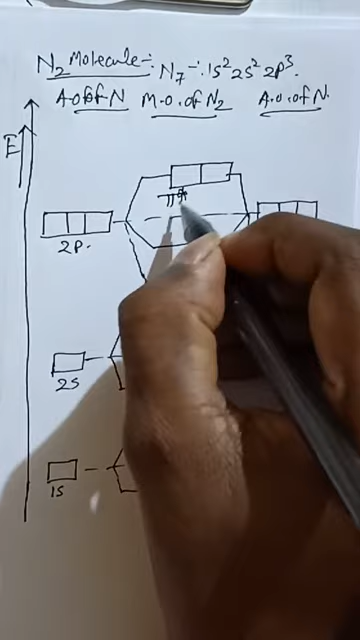 N₂ Molecule:- N₇-:1s² 2s² 2p³.
A.O of N M.O. of N₂ A.O. of N
E
π*
2p.
2s
1s